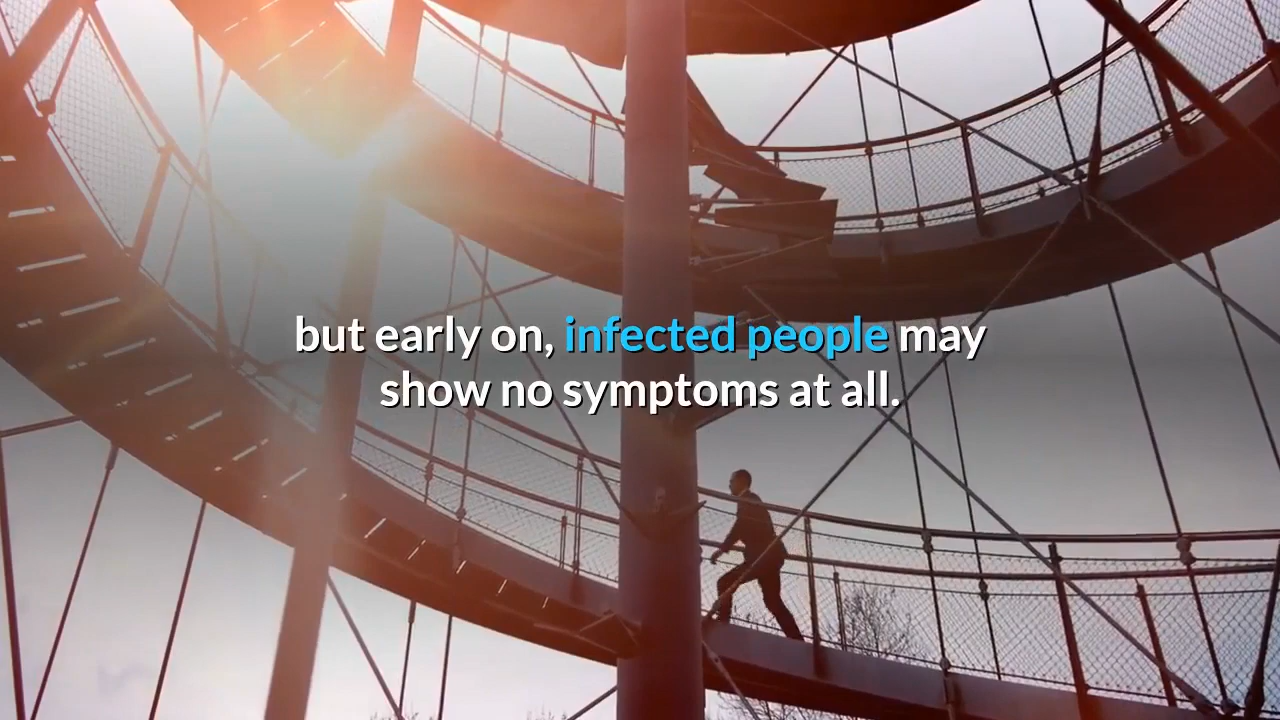 but early on, infected people may
show no symptoms at all.